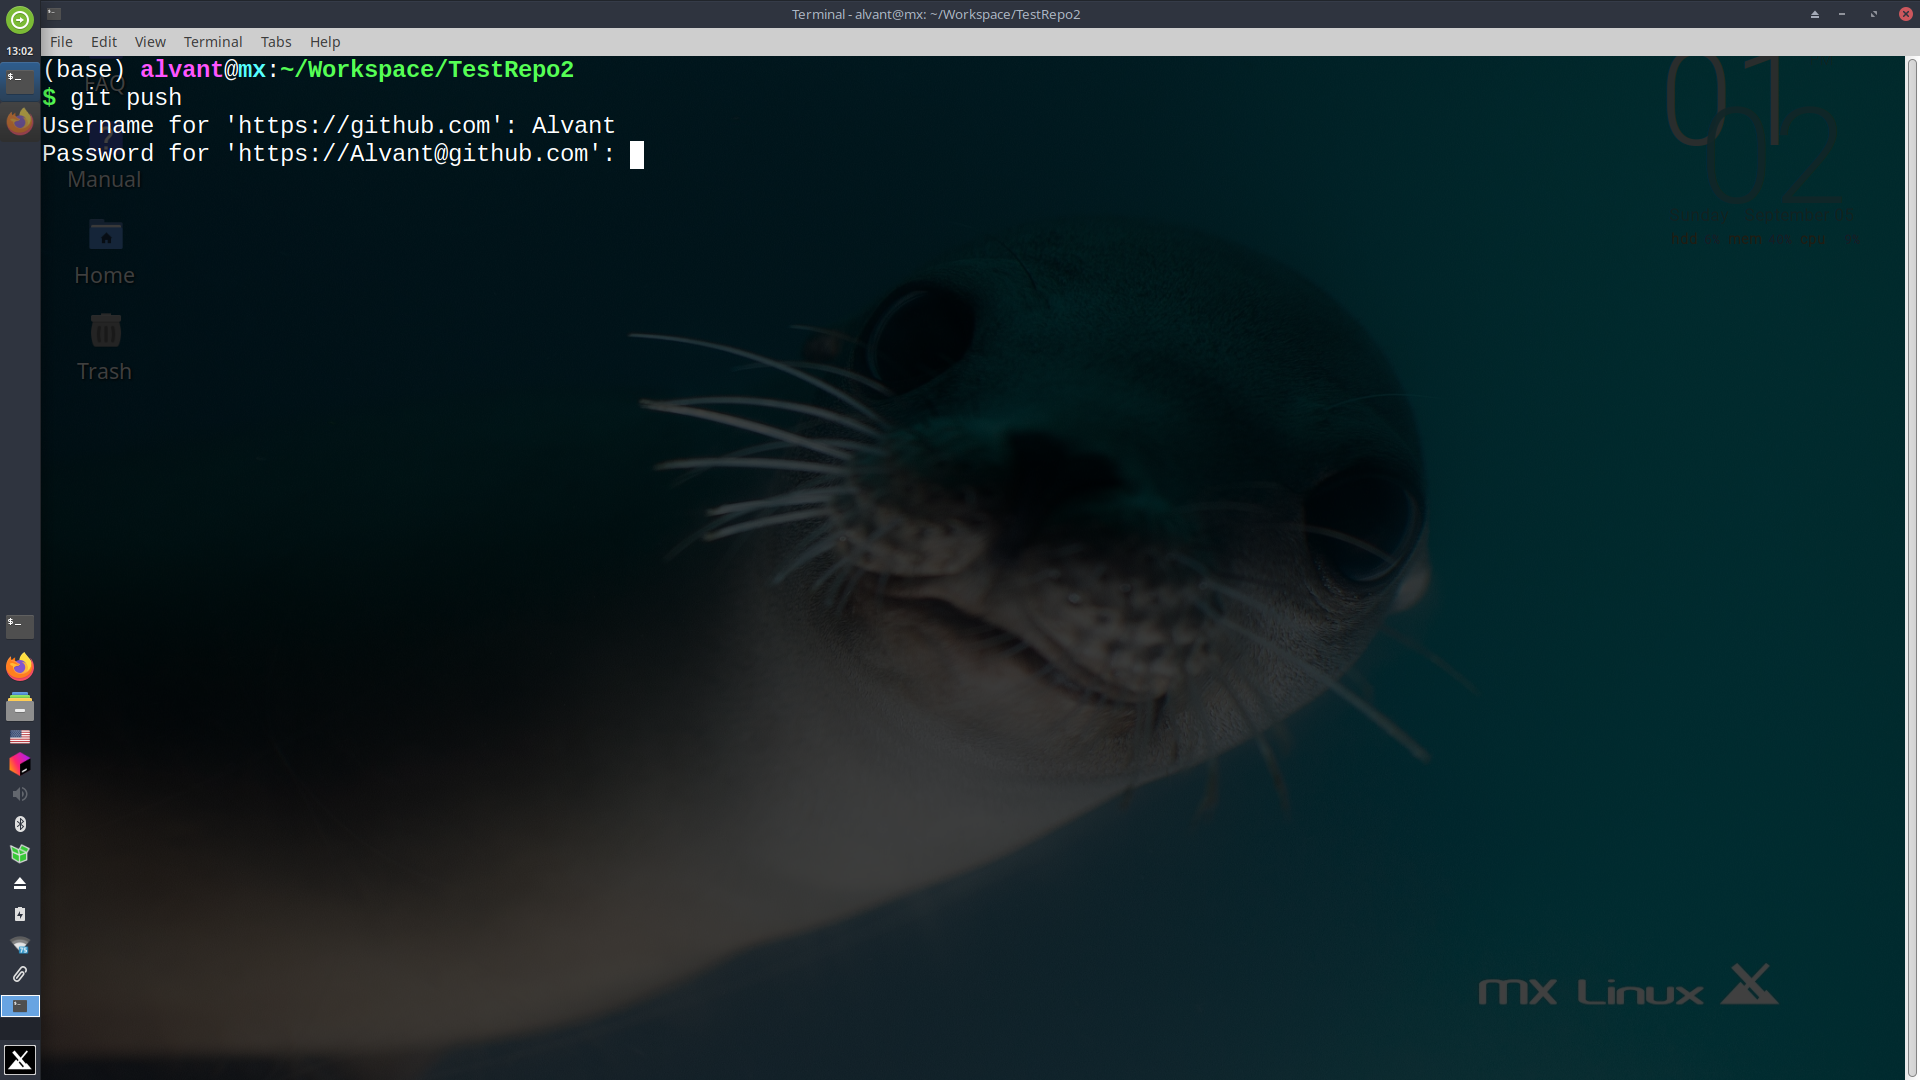 Terminal - alvant@mx: ~/Workspace/TestRepo2
13:02
File Edit View Terminal Tabs Help
(base) alvant@mx:~/Workspace/TestRepo2
$ git push
Username for 'https://github.com': Alvant
Password for 'https://Alvant@github.com':
FAQ
Manual
Home
Trash
01
02
75
mx Linux